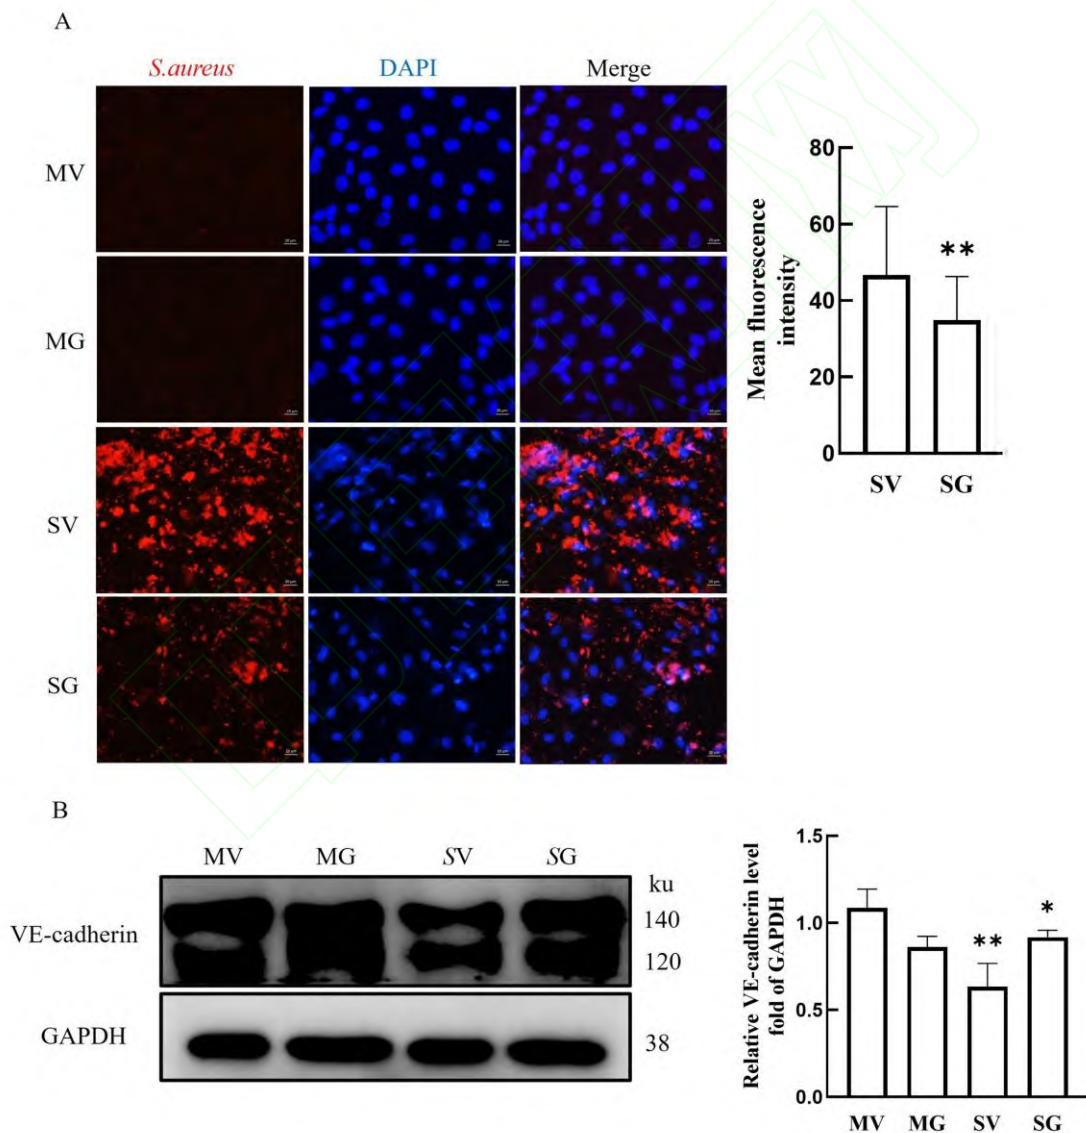 A
S.aureus DAPI Merge
MV
MG
SV
SG
Mean fluorescence
intensity
80
60
40
20
0
**
SV SG
B
MV MG SV SG
ku
VE-cadherin
140
120
GAPDH
38
Relative VE-cadherin level
fold of GAPDH
1.5
1.0
0.5
0.0
**
*
MV MG SV SG